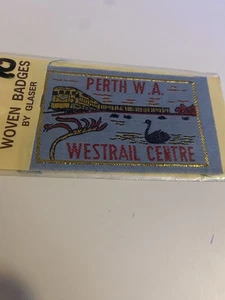 WOVEN BADGES
BY GLASER
PERTH W.A.
WESTRAIL CENTRE